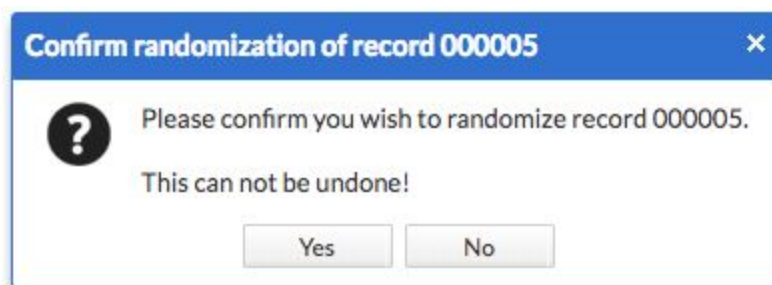 Confirm randomization of record 000005
Please confirm you wish to randomize record 000005.
This can not be undone!
Yes
No